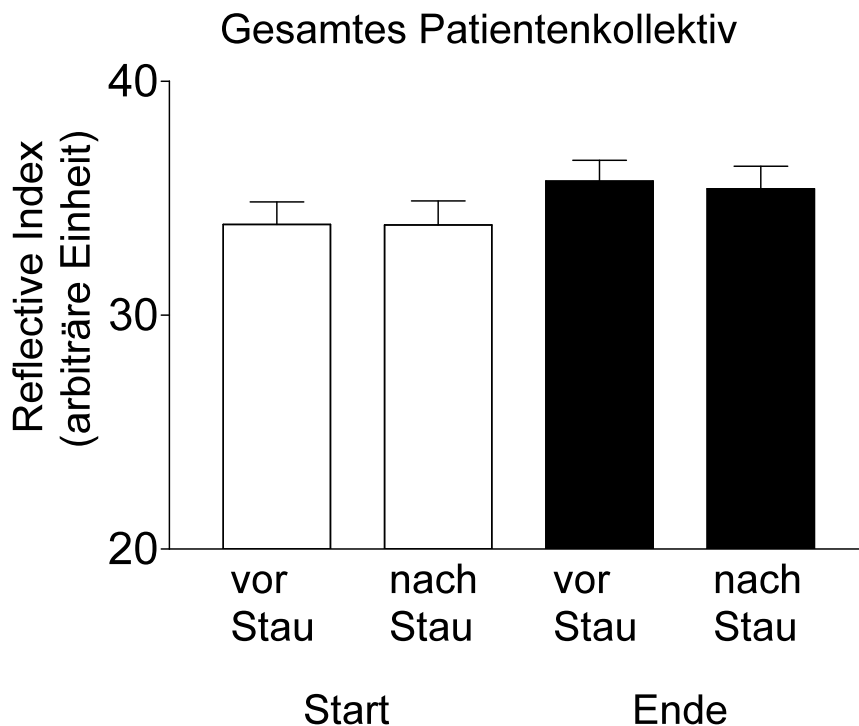 Gesamtes Patientenkollektiv
Reflective Index
(arbiträre Einheit)
40
30
20
vor
Stau
nach
Stau
vor
Stau
nach
Stau
Start
Ende